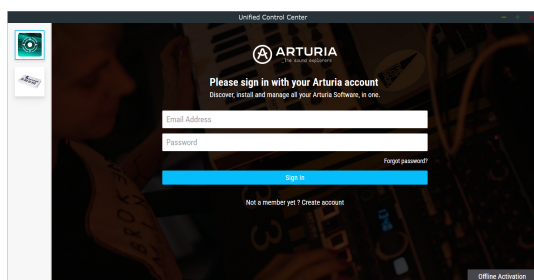 Unified Control Center
ARTURIA
_The sound explorers
Please sign in with your Arturia account
Discover, install and manage all your Arturia Software, in one.
Email Address
Password
Forgot password?
Sign In
Not a member yet ? Create account
Offline Activation